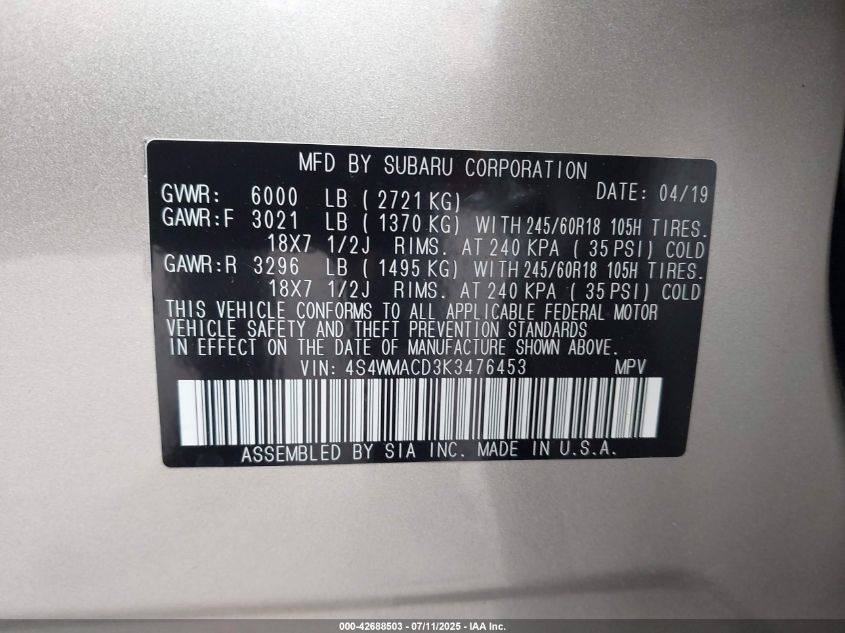 MFD BY SUBARU CORPORATION
GVWR: 6000 LB ( 2721 KG) DATE: 04/19
GAWR:F 3021 LB ( 1370 KG) WITH 245/60R18 105H TIRES.
18X7 1/2J RIMS. AT 240 KPA ( 35 PSI) COLD
GAWR:R 3296 LB ( 1495 KG) WITH 245/60R18 105H TIRES.
18X7 1/2J RIMS. AT 240 KPA ( 35 PSI) COLD
THIS VEHICLE CONFORMS TO ALL APPLICABLE FEDERAL MOTOR
VEHICLE SAFETY AND THEFT PREVENTION STANDARDS
IN EFFECT ON THE DATE OF MANUFACTURE SHOWN ABOVE.
VIN: 4S4WMACD3K3476453 MPV
ASSEMBLED BY SIA INC. MADE IN U.S.A.
000-42688503 - 07/11/2025 - IAA Inc.